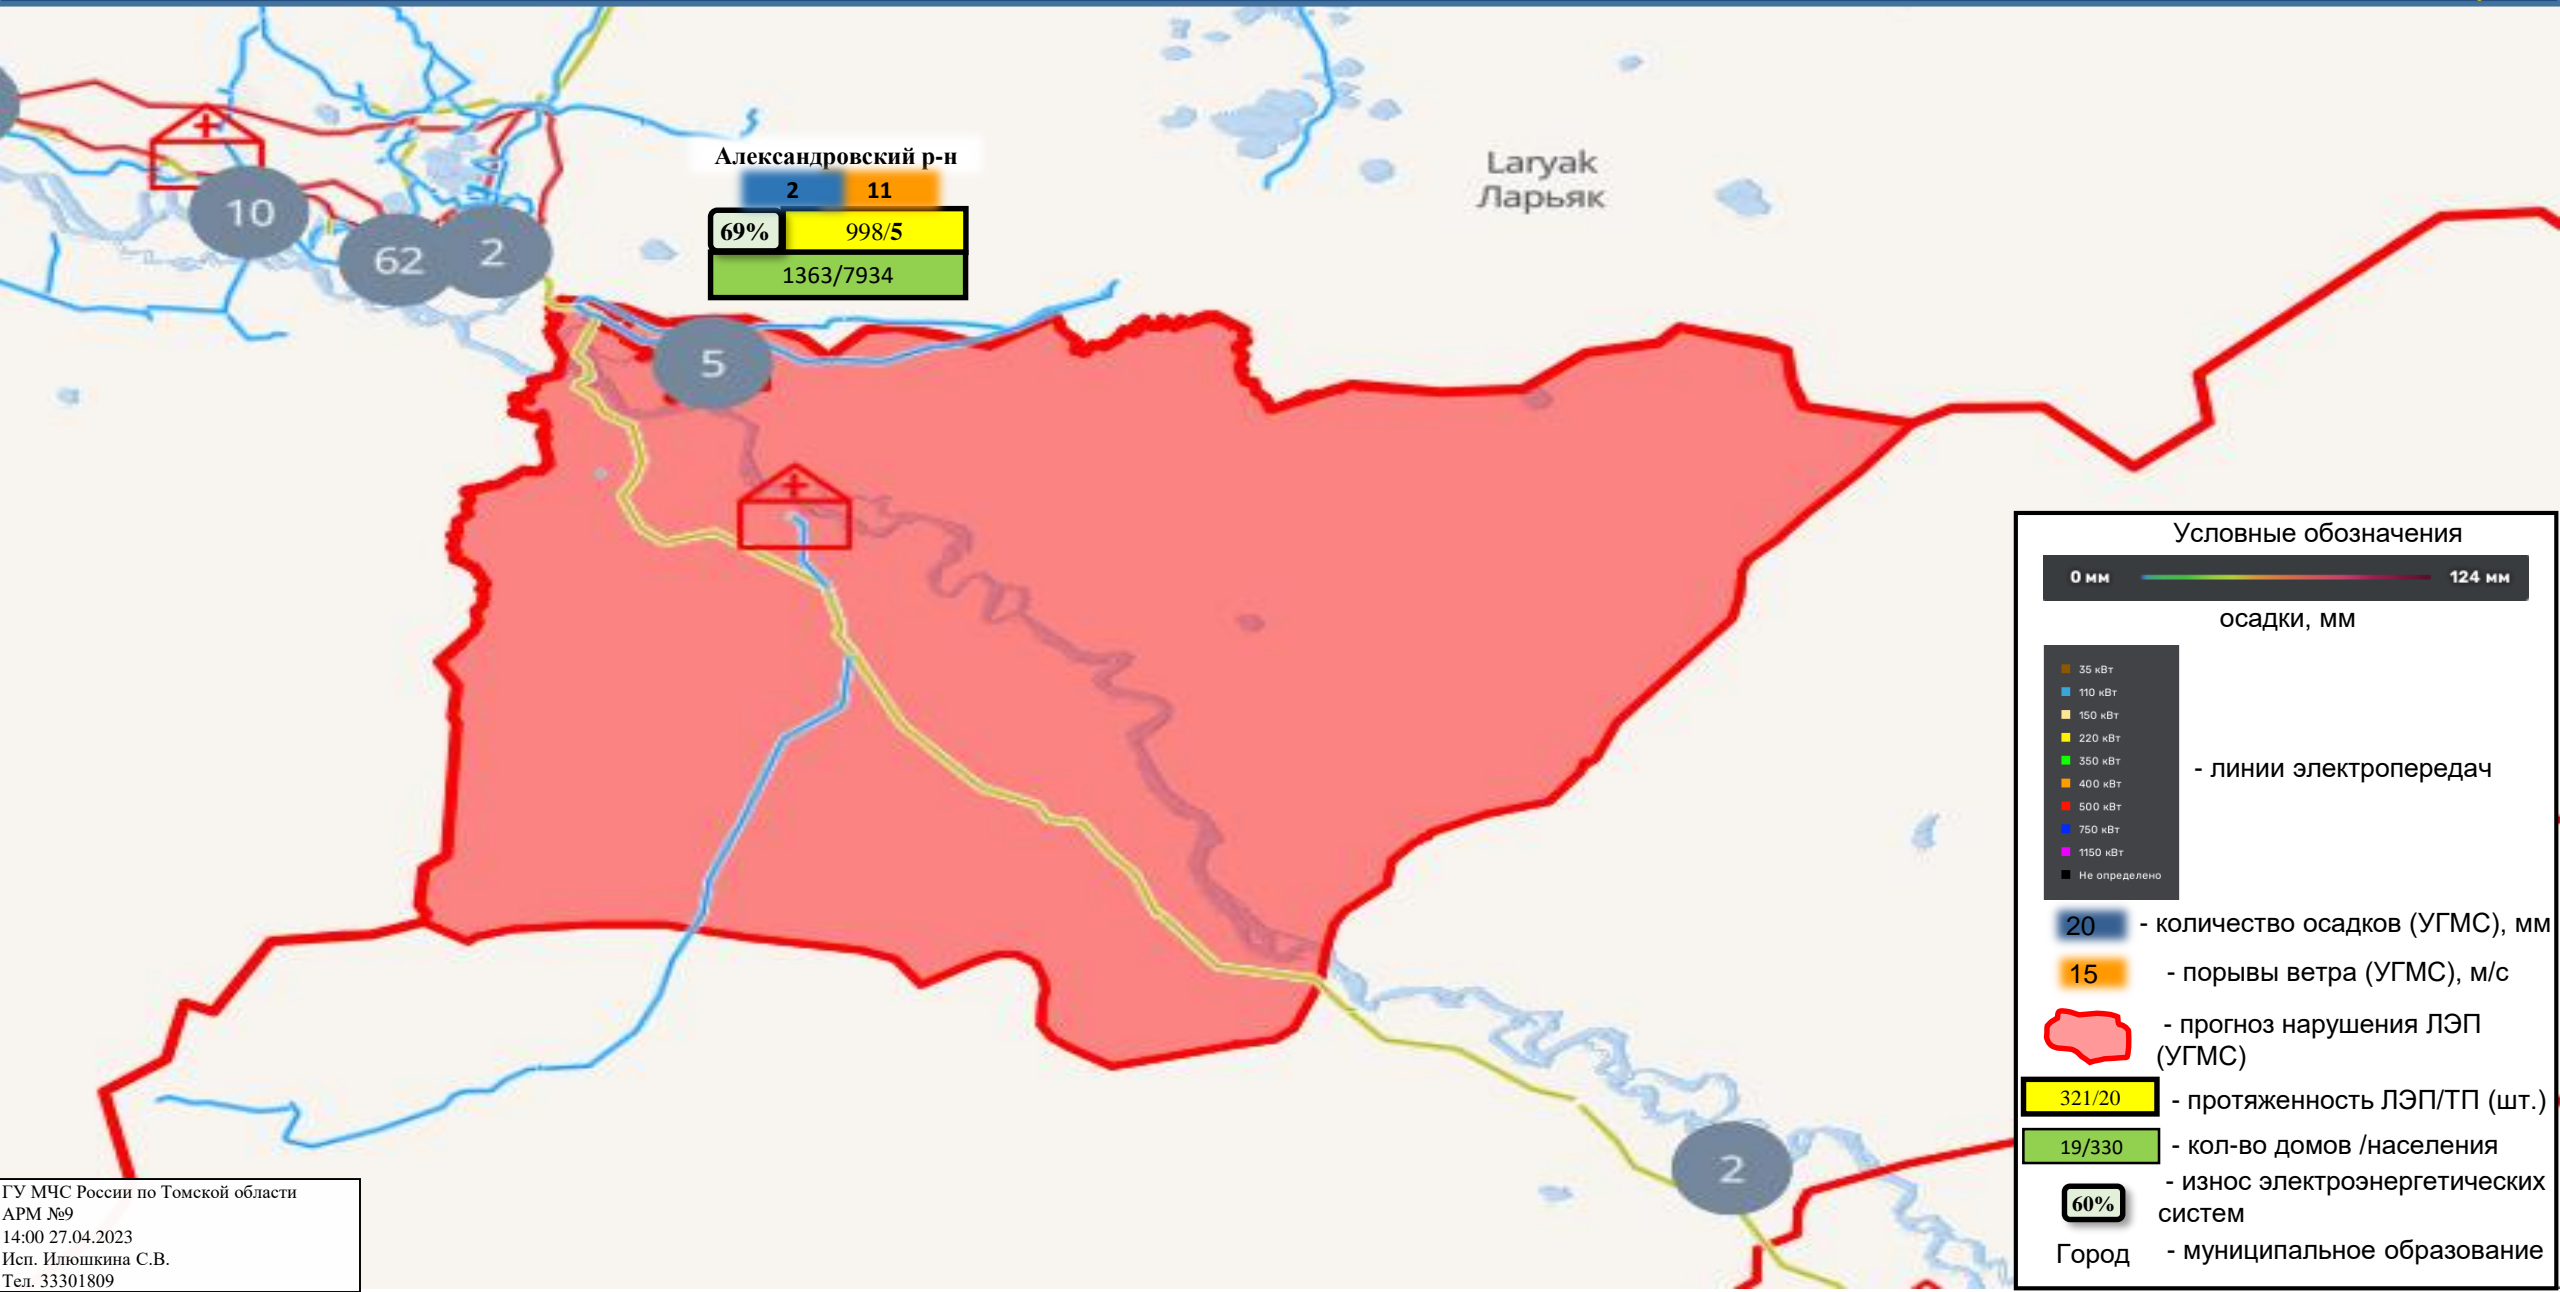 Александровский р-н
2 11
69% 998/5
1363/7934
Laryak
Ларьяк
10
62
2
5
2
Условные обозначения
0 мм 124 мм
осадки, мм
35 кВт
110 кВт
150 кВт
220 кВт
350 кВт
400 кВт
500 кВт
750 кВт
1150 кВт
Не определено
- линии электропередач
20 - количество осадков (УГМС), мм
15 - порывы ветра (УГМС), м/с
- прогноз нарушения ЛЭП
(УГМС)
321/20 - протяженность ЛЭП/ТП (шт.)
19/330 - кол-во домов /населения
60% - износ электроэнергетических
систем
Город - муниципальное образование
ГУ МЧС России по Томской области
АРМ №9
14:00 27.04.2023
Исп. Илюшкина С.В.
Тел. 33301809